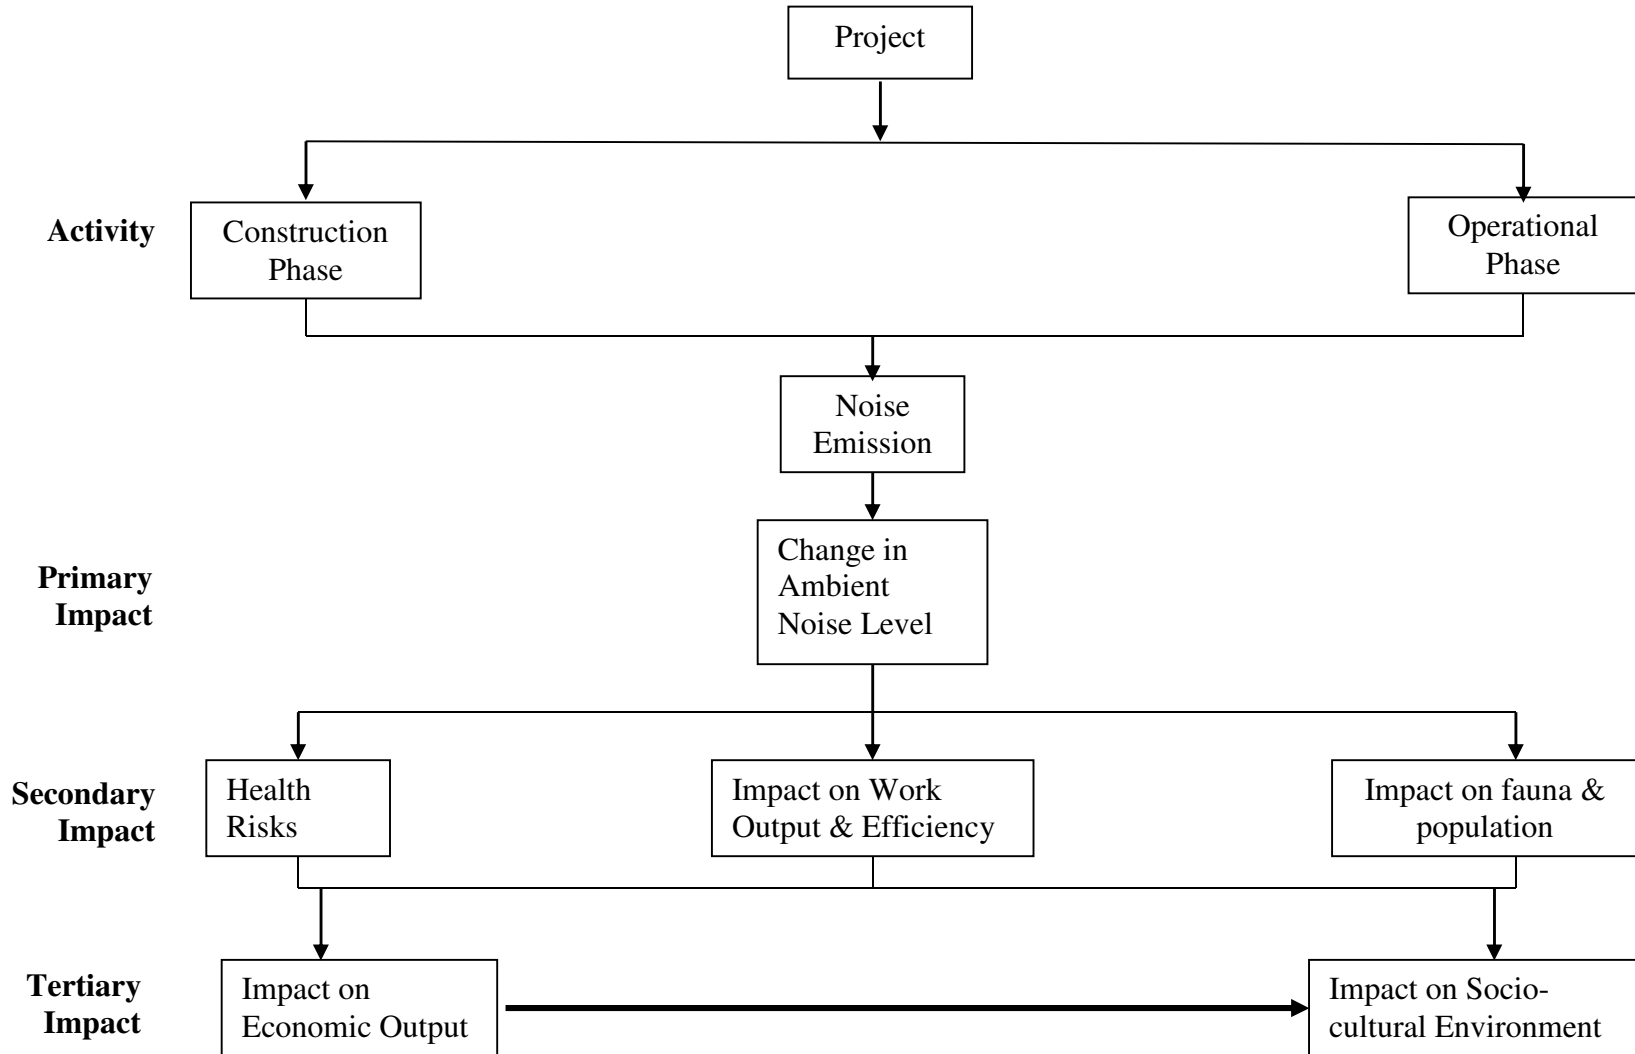 Project
Activity
Construction
Phase
Operational
Phase
Noise
Emission
Primary
Impact
Change in
Ambient
Noise Level
Secondary
Impact
Health
Risks
Impact on Work
Output & Efficiency
Impact on fauna &
population
Tertiary
Impact
Impact on
Economic Output
Impact on Socio-
cultural Environment